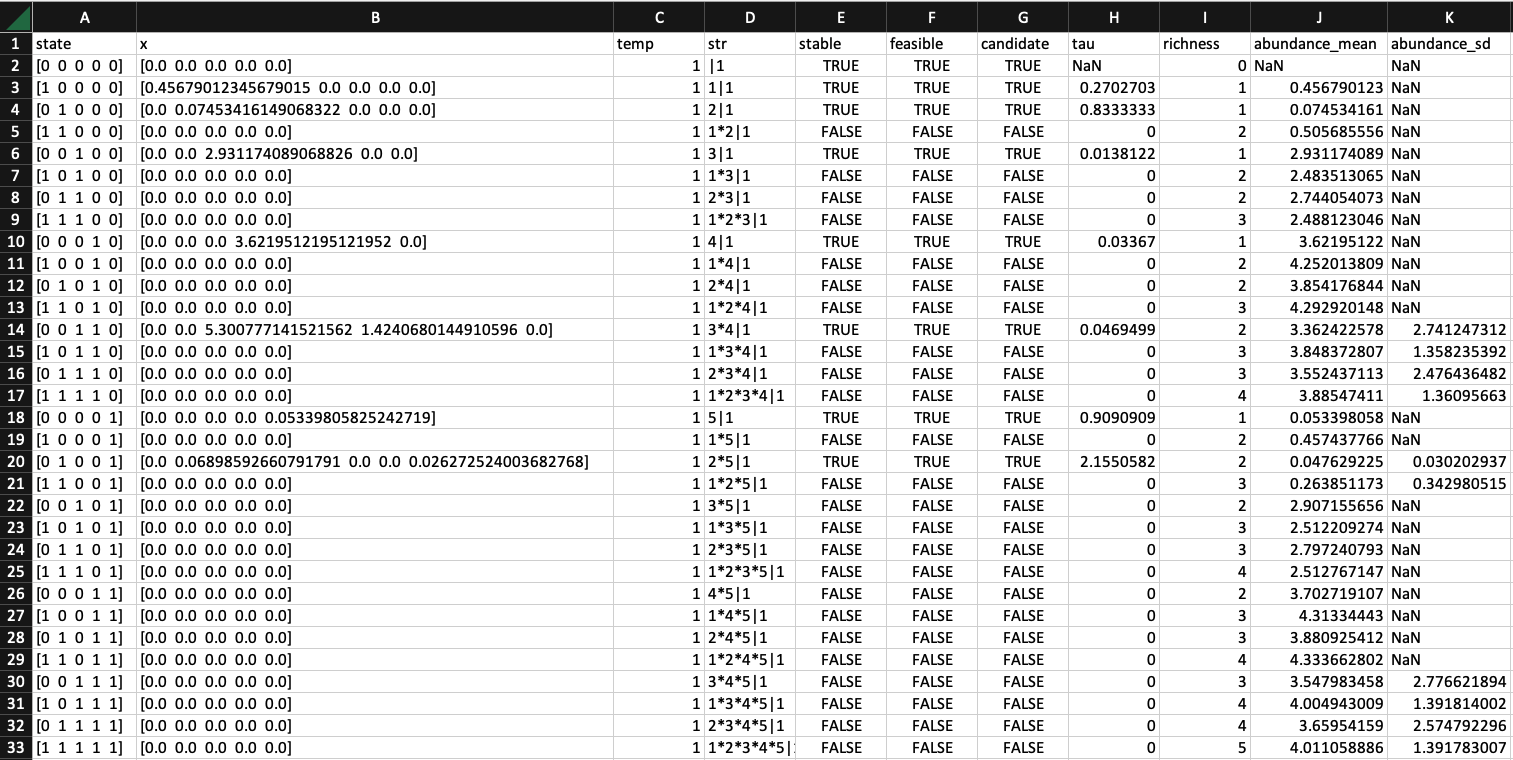 A B C D E F G H I J K
1 state x temp str stable feasible candidate tau richness abundance_mean abundance_sd
2 [0 0 0 0 0] [0.0 0.0 0.0 0.0 0.0] 1 |1 TRUE TRUE TRUE NaN 0 NaN NaN
3 [1 0 0 0 0] [0.45679012345679015 0.0 0.0 0.0 0.0] 1 1|1 TRUE TRUE TRUE 0.2702703 1 0.456790123 NaN
4 [0 1 0 0 0] [0.0 0.07453416149068322 0.0 0.0 0.0] 1 2|1 TRUE TRUE TRUE 0.8333333 1 0.074534161 NaN
5 [1 1 0 0 0] [0.0 0.0 0.0 0.0 0.0] 1 1*2|1 FALSE FALSE FALSE 0 2 0.505685556 NaN
6 [0 0 1 0 0] [0.0 0.0 2.931174089068826 0.0 0.0] 1 3|1 TRUE TRUE TRUE 0.0138122 1 2.931174089 NaN
7 [1 0 1 0 0] [0.0 0.0 0.0 0.0 0.0] 1 1*3|1 FALSE FALSE FALSE 0 2 2.483513065 NaN
8 [0 1 1 0 0] [0.0 0.0 0.0 0.0 0.0] 1 2*3|1 FALSE FALSE FALSE 0 2 2.744054073 NaN
9 [1 1 1 0 0] [0.0 0.0 0.0 0.0 0.0] 1 1*2*3|1 FALSE FALSE FALSE 0 3 2.488123046 NaN
10 [0 0 0 1 0] [0.0 0.0 0.0 3.6219512195121952 0.0] 1 4|1 TRUE TRUE TRUE 0.03367 1 3.62195122 NaN
11 [1 0 0 1 0] [0.0 0.0 0.0 0.0 0.0] 1 1*4|1 FALSE FALSE FALSE 0 2 4.252013809 NaN
12 [0 1 0 1 0] [0.0 0.0 0.0 0.0 0.0] 1 2*4|1 FALSE FALSE FALSE 0 2 3.854176844 NaN
13 [1 1 0 1 0] [0.0 0.0 0.0 0.0 0.0] 1 1*2*4|1 FALSE FALSE FALSE 0 3 4.292920148 NaN
14 [0 0 1 1 0] [0.0 0.0 5.300777141521562 1.4240680144910596 0.0] 1 3*4|1 TRUE TRUE TRUE 0.0469499 2 3.362422578 2.741247312
15 [1 0 1 1 0] [0.0 0.0 0.0 0.0 0.0] 1 1*3*4|1 FALSE FALSE FALSE 0 3 3.848372807 1.358235392
16 [0 1 1 1 0] [0.0 0.0 0.0 0.0 0.0] 1 2*3*4|1 FALSE FALSE FALSE 0 3 3.552437113 2.476436482
17 [1 1 1 1 0] [0.0 0.0 0.0 0.0 0.0] 1 1*2*3*4|1 FALSE FALSE FALSE 0 4 3.88547411 1.36095663
18 [0 0 0 0 1] [0.0 0.0 0.0 0.0 0.05339805825242719] 1 5|1 TRUE TRUE TRUE 0.9090909 1 0.053398058 NaN
19 [1 0 0 0 1] [0.0 0.0 0.0 0.0 0.0] 1 1*5|1 FALSE FALSE FALSE 0 2 0.457437766 NaN
20 [0 1 0 0 1] [0.0 0.06898592660791791 0.0 0.0 0.026272524003682768] 1 2*5|1 TRUE TRUE TRUE 2.1550582 2 0.047629225 0.030202937
21 [1 1 0 0 1] [0.0 0.0 0.0 0.0 0.0] 1 1*2*5|1 FALSE FALSE FALSE 0 3 0.263851173 0.342980515
22 [0 0 1 0 1] [0.0 0.0 0.0 0.0 0.0] 1 3*5|1 FALSE FALSE FALSE 0 2 2.907155656 NaN
23 [1 0 1 0 1] [0.0 0.0 0.0 0.0 0.0] 1 1*3*5|1 FALSE FALSE FALSE 0 3 2.512209274 NaN
24 [0 1 1 0 1] [0.0 0.0 0.0 0.0 0.0] 1 2*3*5|1 FALSE FALSE FALSE 0 3 2.797240793 NaN
25 [1 1 1 0 1] [0.0 0.0 0.0 0.0 0.0] 1 1*2*3*5|1 FALSE FALSE FALSE 0 4 2.512767147 NaN
26 [0 0 0 1 1] [0.0 0.0 0.0 0.0 0.0] 1 4*5|1 FALSE FALSE FALSE 0 2 3.702719107 NaN
27 [1 0 0 1 1] [0.0 0.0 0.0 0.0 0.0] 1 1*4*5|1 FALSE FALSE FALSE 0 3 4.31334443 NaN
28 [0 1 0 1 1] [0.0 0.0 0.0 0.0 0.0] 1 2*4*5|1 FALSE FALSE FALSE 0 3 3.880925412 NaN
29 [1 1 0 1 1] [0.0 0.0 0.0 0.0 0.0] 1 1*2*4*5|1 FALSE FALSE FALSE 0 4 4.333662802 NaN
30 [0 0 1 1 1] [0.0 0.0 0.0 0.0 0.0] 1 3*4*5|1 FALSE FALSE FALSE 0 3 3.547983458 2.776621894
31 [1 0 1 1 1] [0.0 0.0 0.0 0.0 0.0] 1 1*3*4*5|1 FALSE FALSE FALSE 0 4 4.004943009 1.391814002
32 [0 1 1 1 1] [0.0 0.0 0.0 0.0 0.0] 1 2*3*4*5|1 FALSE FALSE FALSE 0 4 3.65954159 2.574792296
33 [1 1 1 1 1] [0.0 0.0 0.0 0.0 0.0] 1 1*2*3*4*5| FALSE FALSE FALSE 0 5 4.011058886 1.391783007